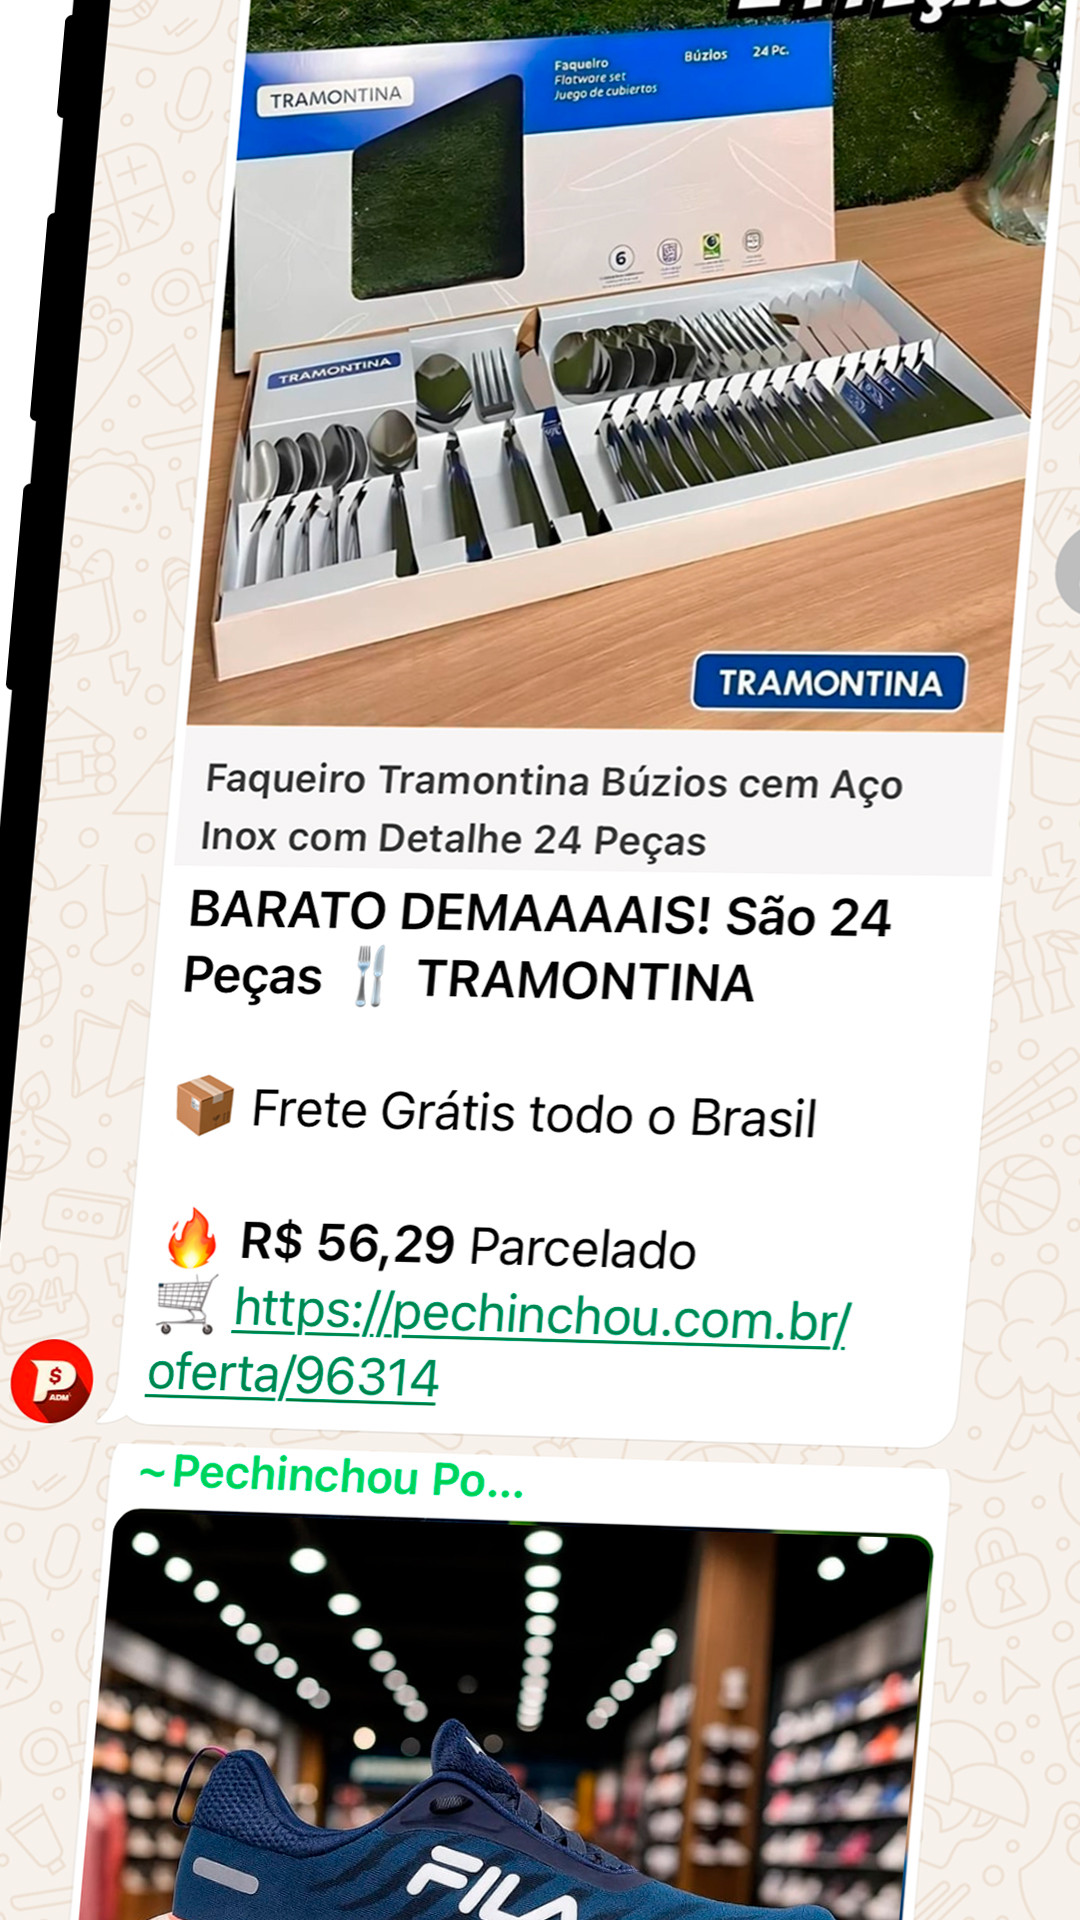 TRAMONTINA
Faqueiro
Flatware set
Juego de cubiertos
Búzios
24 Pc.
6
TRAMONTINA
TRAMONTINA
Faqueiro Tramontina Búzios cem Aço
Inox com Detalhe 24 Peças
BARATO DEMAAAAIS! São 24
Peças 🍴 TRAMONTINA
📦 Frete Grátis todo o Brasil
🔥 R$ 56,29 Parcelado
🛒 https://pechinchou.com.br/
oferta/96314
P $
ADM
~Pechinchou Po...
FILA